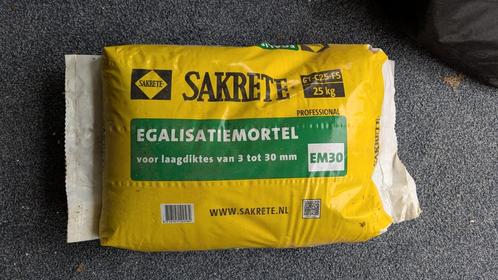 SAKRETE
SAKRETE
CT-C25-F5
25 kg
PROFESSIONAL
EGALISATIEMORTEL
voor laagdiktes van 3 tot 30 mm
EM30
WWW.SAKRETE.NL